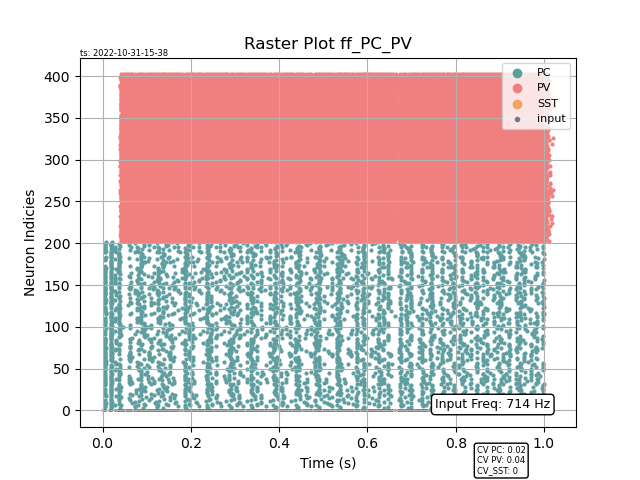 Raster Plot ff_PC_PV
ts: 2022-10-31-15-38
PC
PV
SST
input
400
350
300
250
200
150
100
50
0
Neuron Indicies
Input Freq: 714 Hz
0.0 0.2 0.4 0.6 0.8 1.0
Time (s)
CV PC: 0.02
CV PV: 0.04
CV_SST: 0